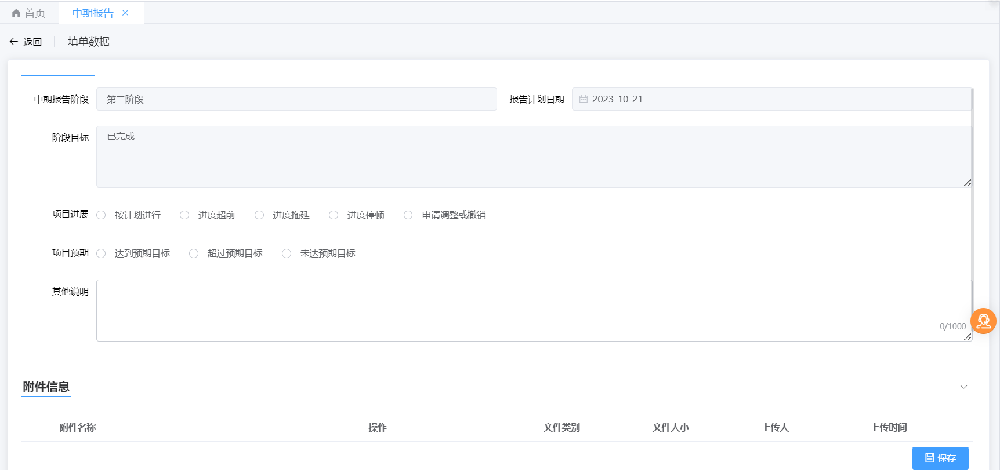 首页 中期报告
返回 填单数据
中期报告阶段 第二阶段 报告计划日期 2023-10-21
阶段目标 已完成
项目进展 按计划进行 进度超前 进度拖延 进度停顿 申请调整或撤销
项目预期 达到预期目标 超过预期目标 未达预期目标
其他说明
0/1000
附件信息
附件名称 操作 文件类别 文件大小 上传人 上传时间
保存